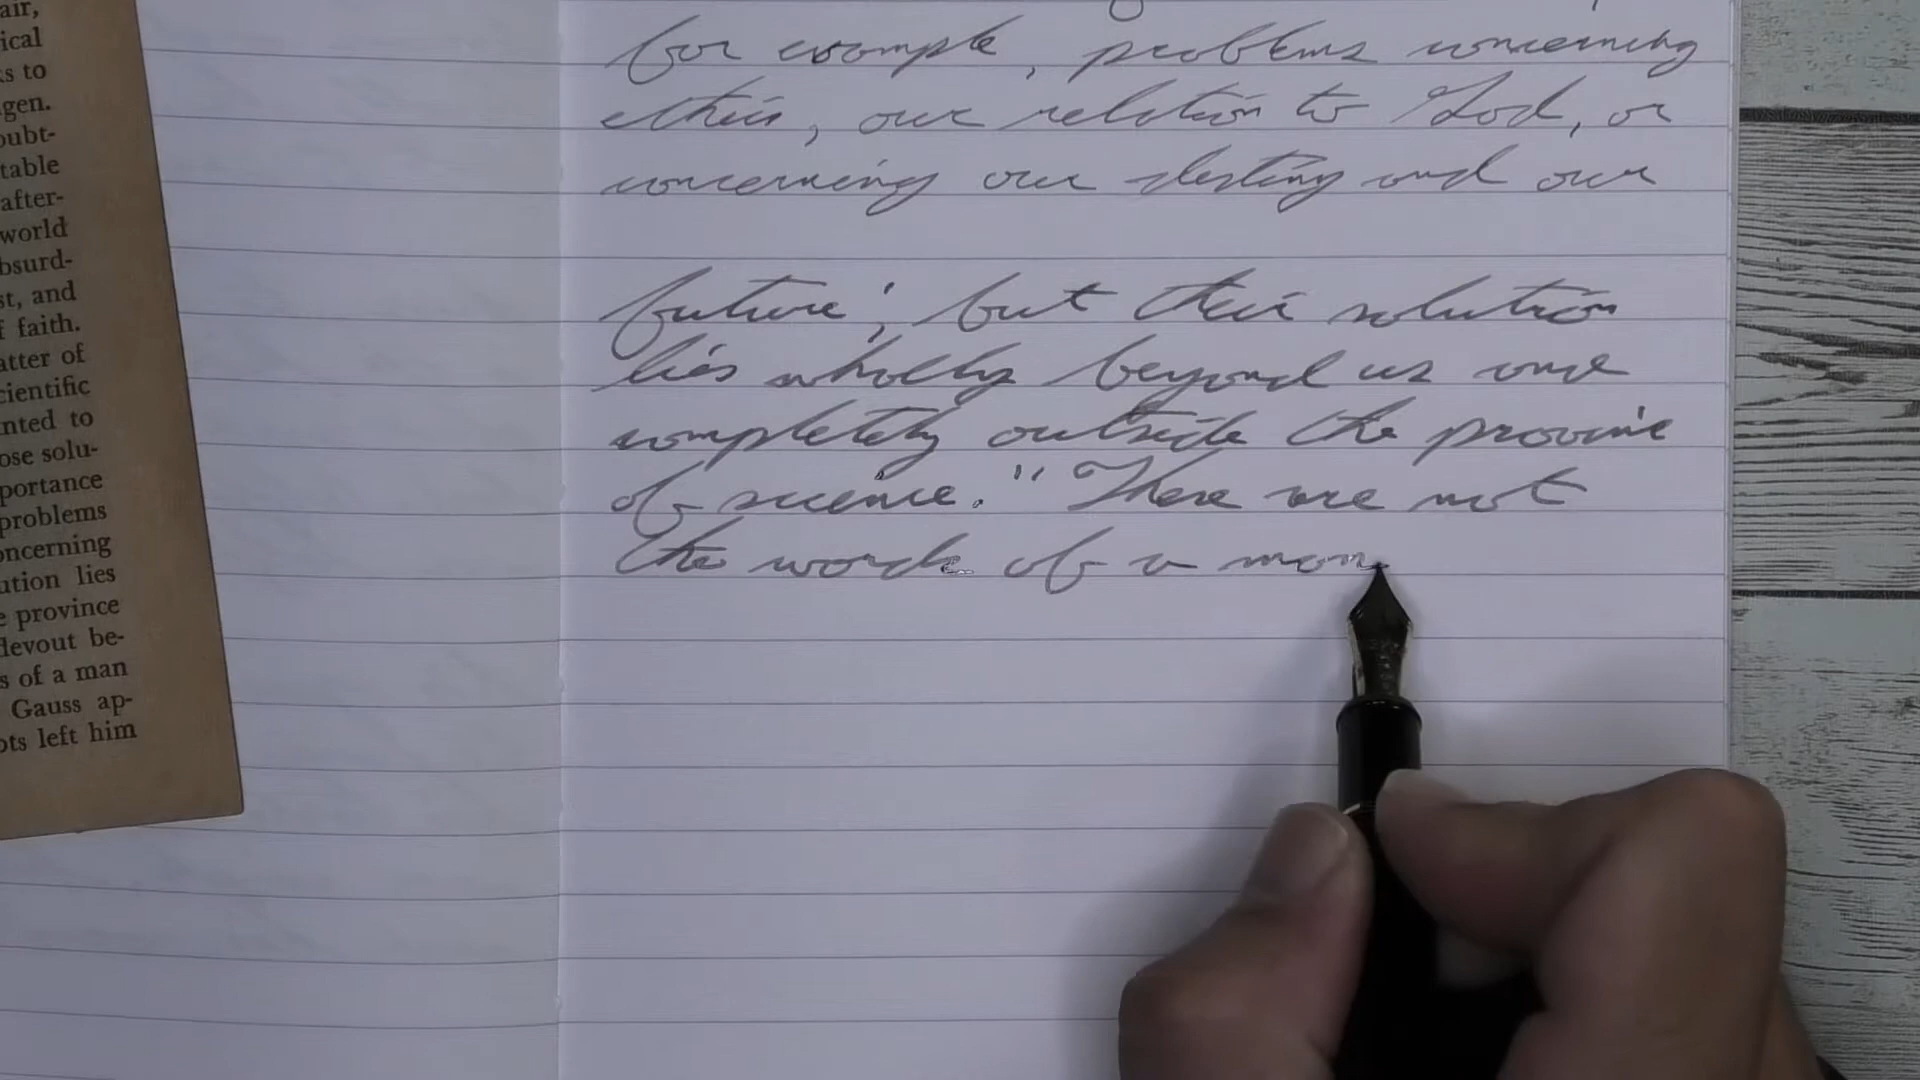 air,
ical
s to
gen.
oubt-
table
after-
world
bsurd-
st, and
f faith.
atter of
cientific
nted to
ose solu-
portance
problems
oncerning
ution lies
e province
devout be-
s of a man
Gauss ap-
ots left him
for example, problems concerning
ethics, our relation to God, or
concerning our destiny and our
future; but their solution
lies wholly beyond us and
completely outside the province
of science." There are not
the words of a man